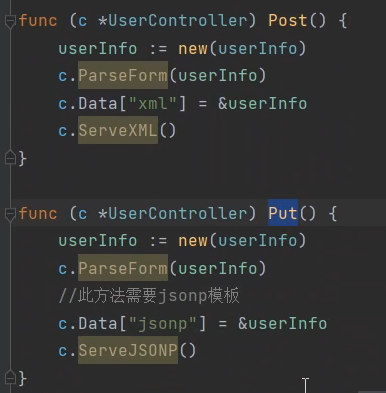 func (c *UserController) Post() {
    userInfo := new(userInfo)
    c.ParseForm(userInfo)
    c.Data["xml"] = &userInfo
    c.ServeXML()
}
func (c *UserController) Put() {
    userInfo := new(userInfo)
    c.ParseForm(userInfo)
    //此方法需要jsonp模板
    c.Data["jsonp"] = &userInfo
    c.ServeJSONP()
}